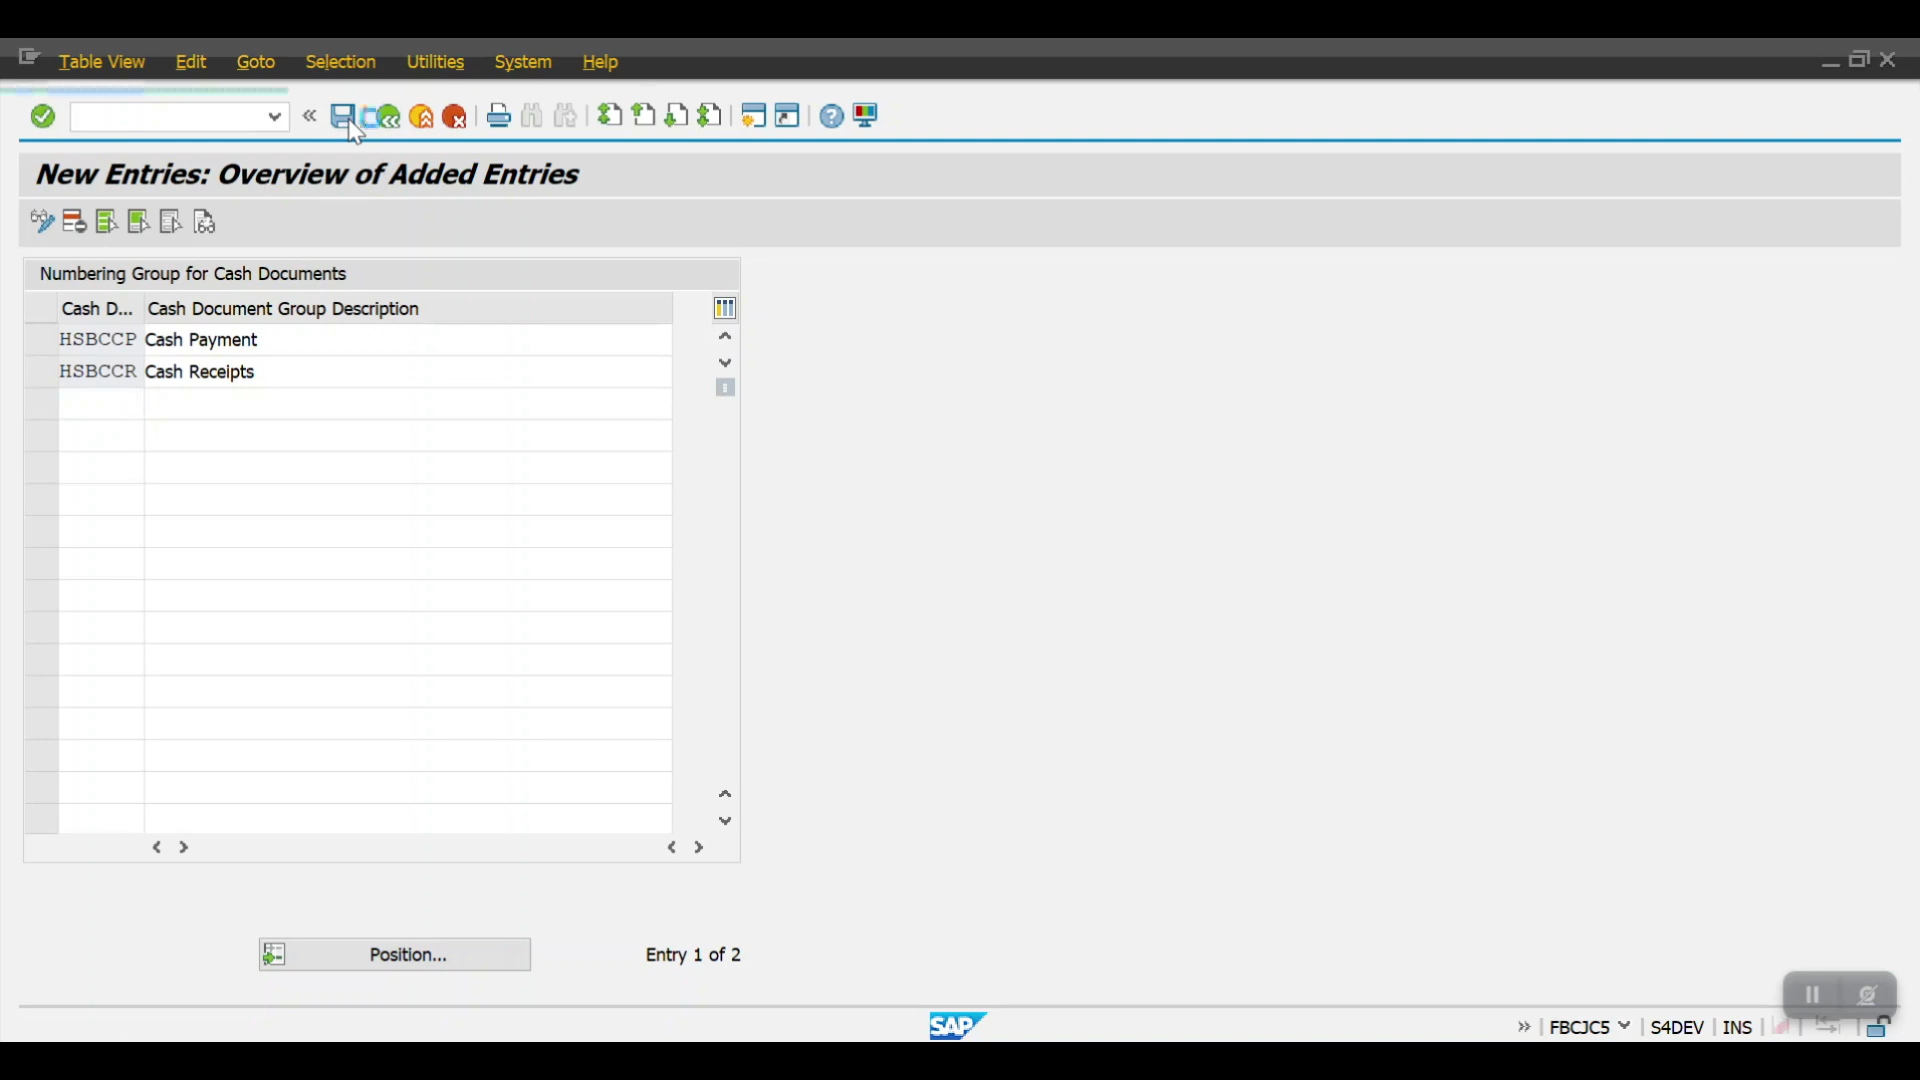 Table View Edit Goto Selection Utilities System Help
New Entries: Overview of Added Entries
Numbering Group for Cash Documents
Cash D... Cash Document Group Description
HSBCCP Cash Payment
HSBCCR Cash Receipts
Position... Entry 1 of 2
SAP FBCJC5 S4DEV INS